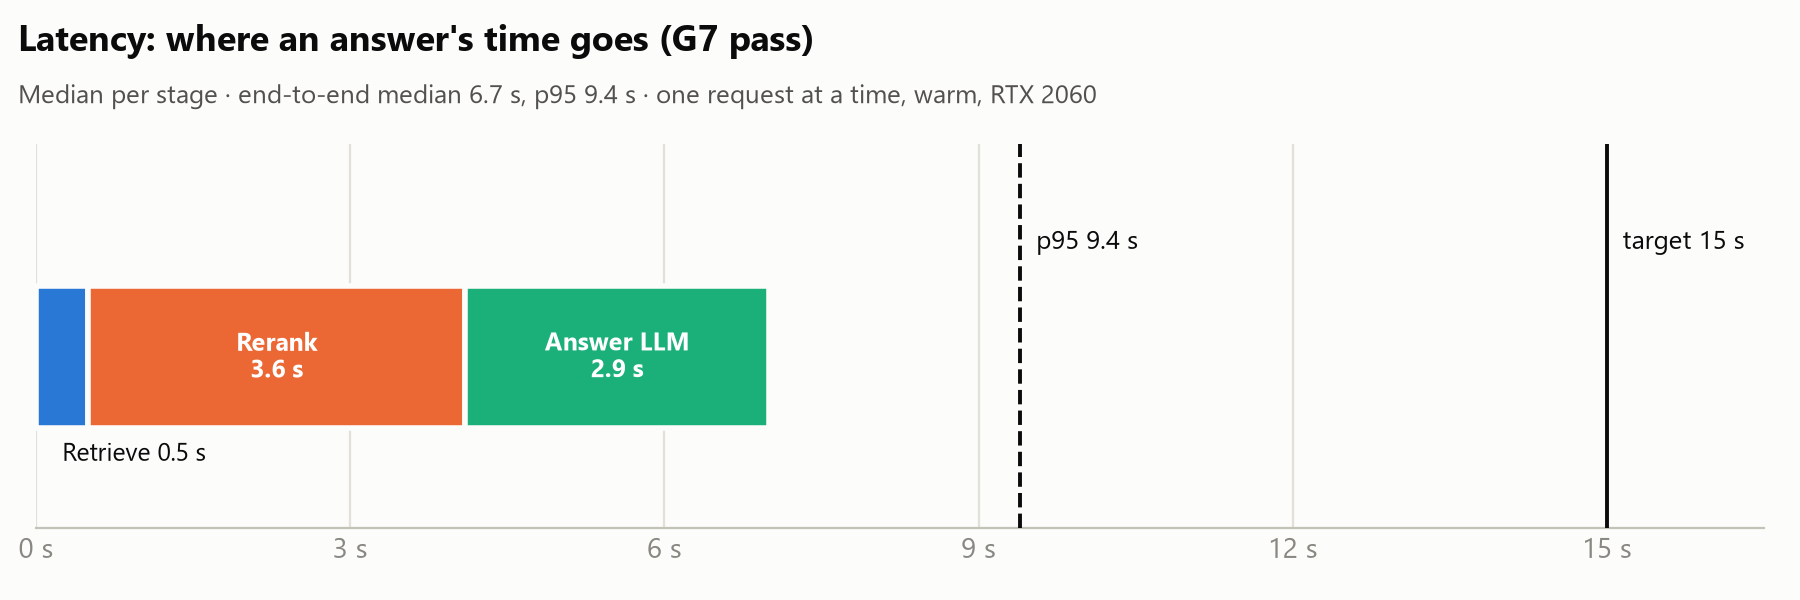 Latency: where an answer's time goes (G7 pass)
Median per stage · end-to-end median 6.7 s, p95 9.4 s · one request at a time, warm, RTX 2060
p95 9.4 s
target 15 s
Rerank
3.6 s
Answer LLM
2.9 s
Retrieve 0.5 s
0 s
3 s
6 s
9 s
12 s
15 s